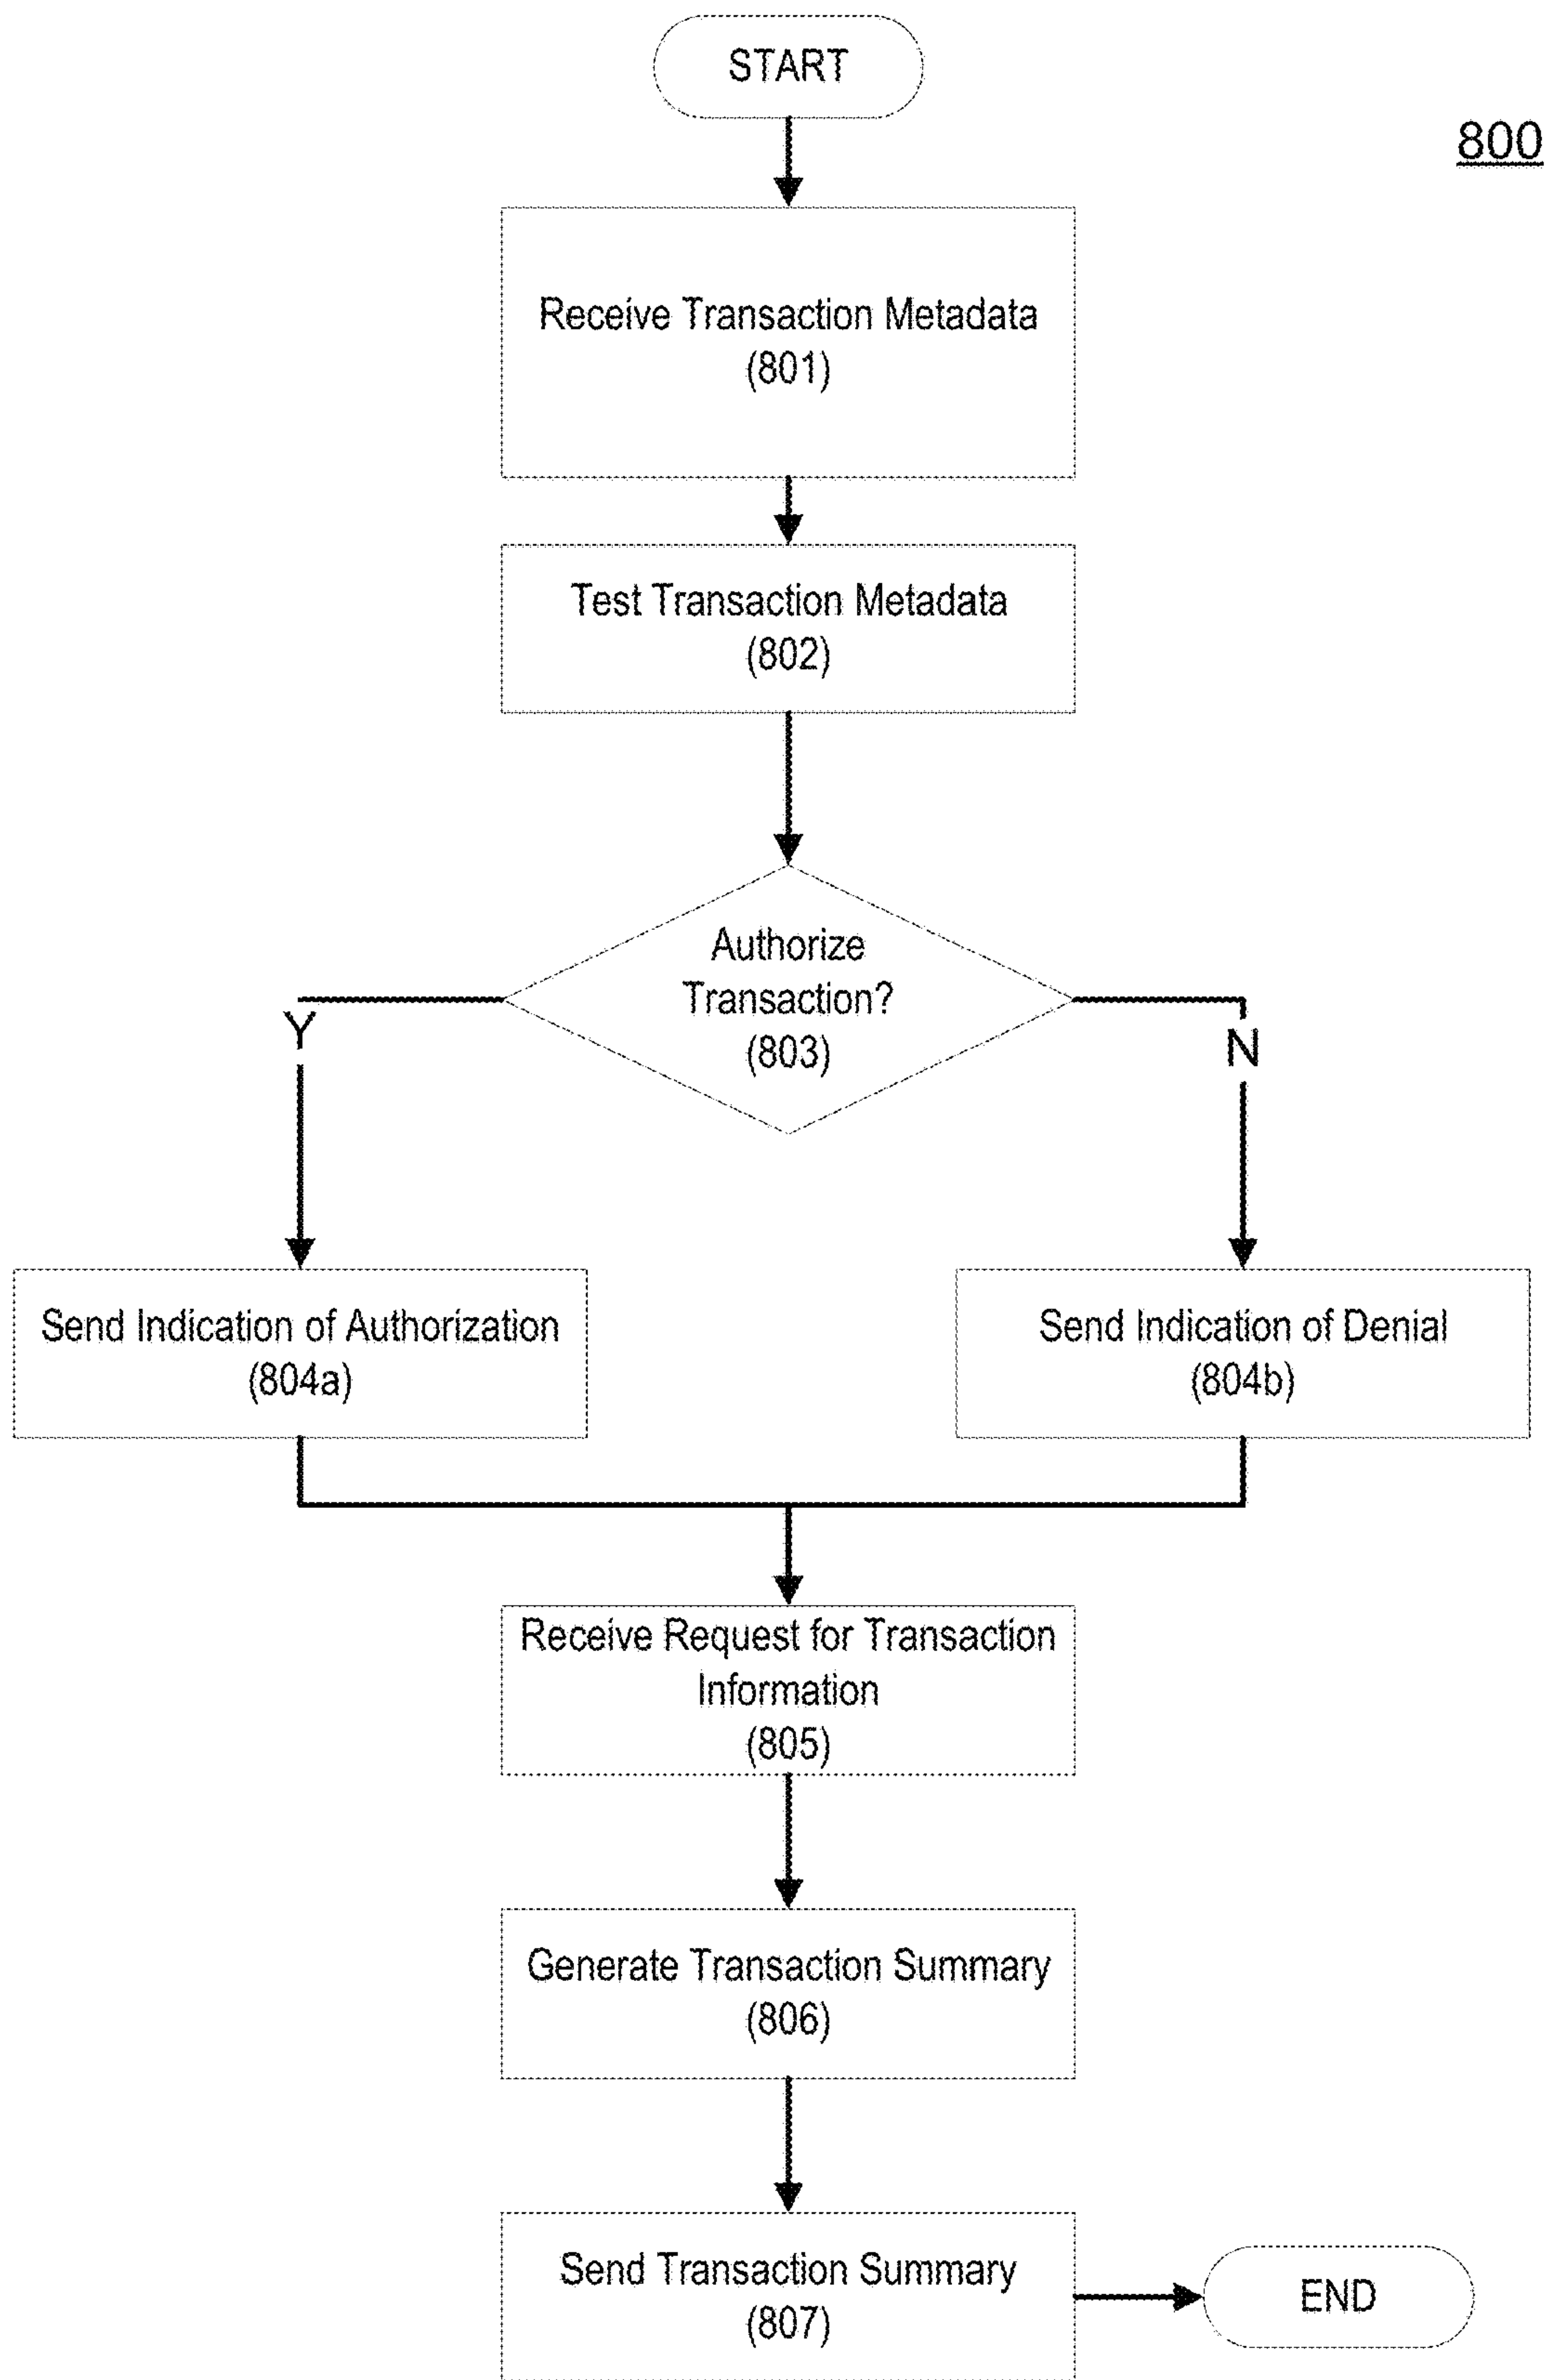 START
800
Receive Transaction Metadata
(801)
Test Transaction Metadata
(802)
Authorize
Transaction?
(803)
Y
N
Send Indication of Authorization
(804a)
Send Indication of Denial
(804b)
Receive Request for Transaction
Information
(805)
Generate Transaction Summary
(806)
Send Transaction Summary
(807)
END